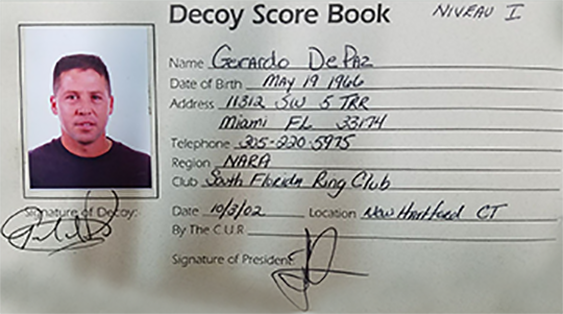 Decoy Score Book NIVEAU I
Name Gerardo DePaz
Date of Birth MAY 19 1966
Address 11312 SW 5 TRR
Miami FL 33174
Telephone 305-220-5975
Region NARA
Club South Florida Ring Club
Signature of Decoy:
Date 10/5/02 Location New Hartford CT
By The C.U.R
Signature of President: